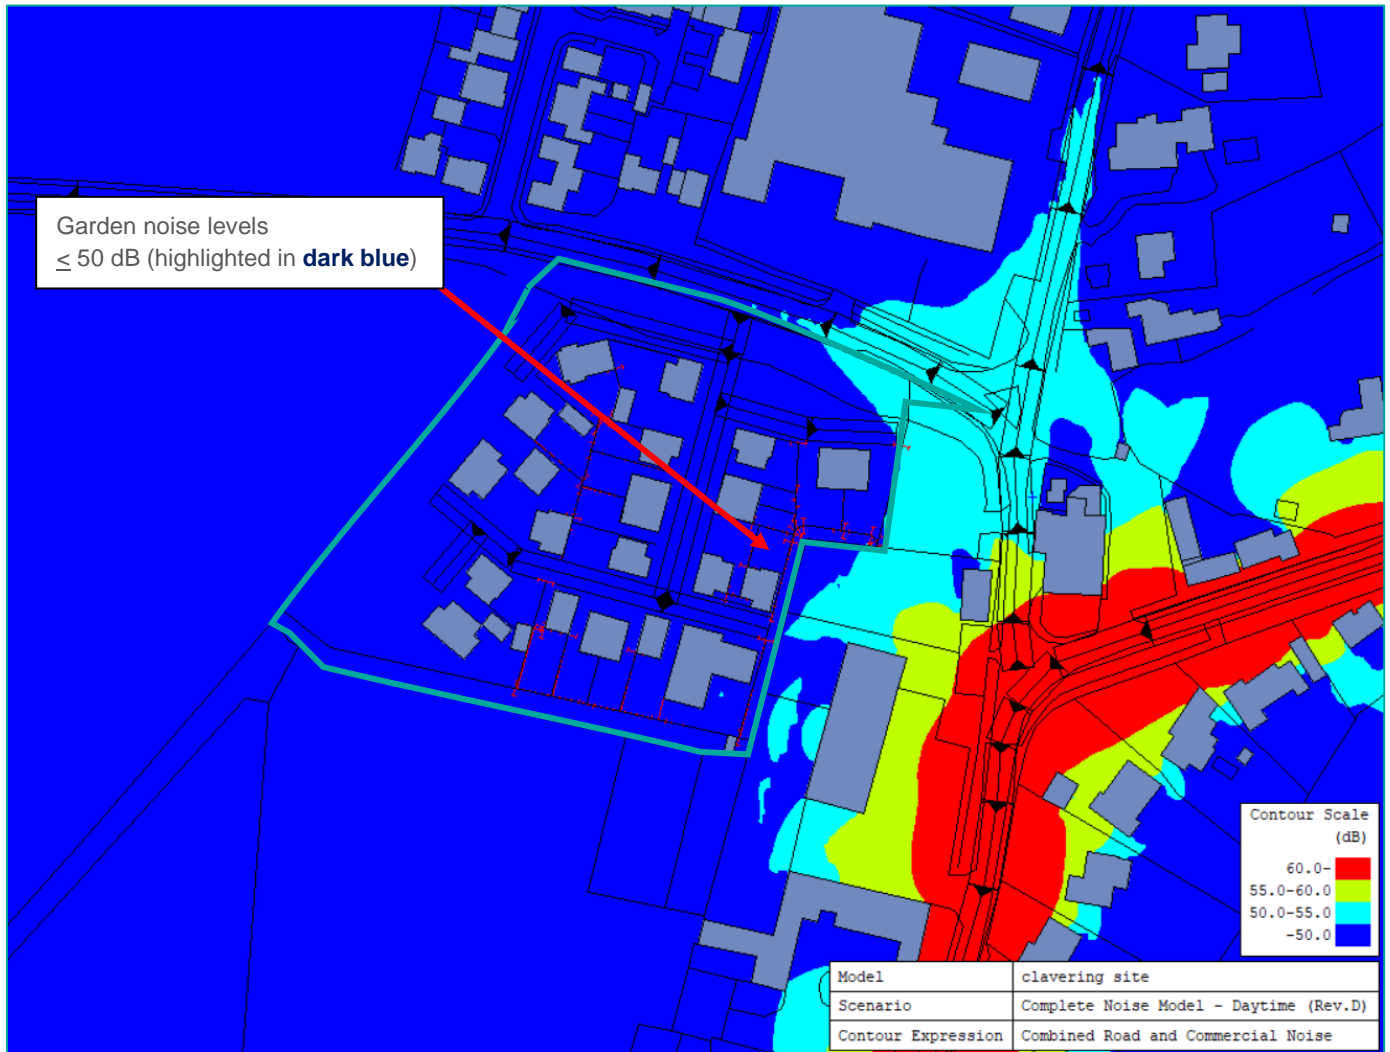 Garden noise levels
≤ 50 dB (highlighted in dark blue)
Contour Scale
(dB)
60.0-
55.0-60.0
50.0-55.0
-50.0
Model clavering site
Scenario Complete Noise Model - Daytime (Rev.D)
Contour Expression Combined Road and Commercial Noise